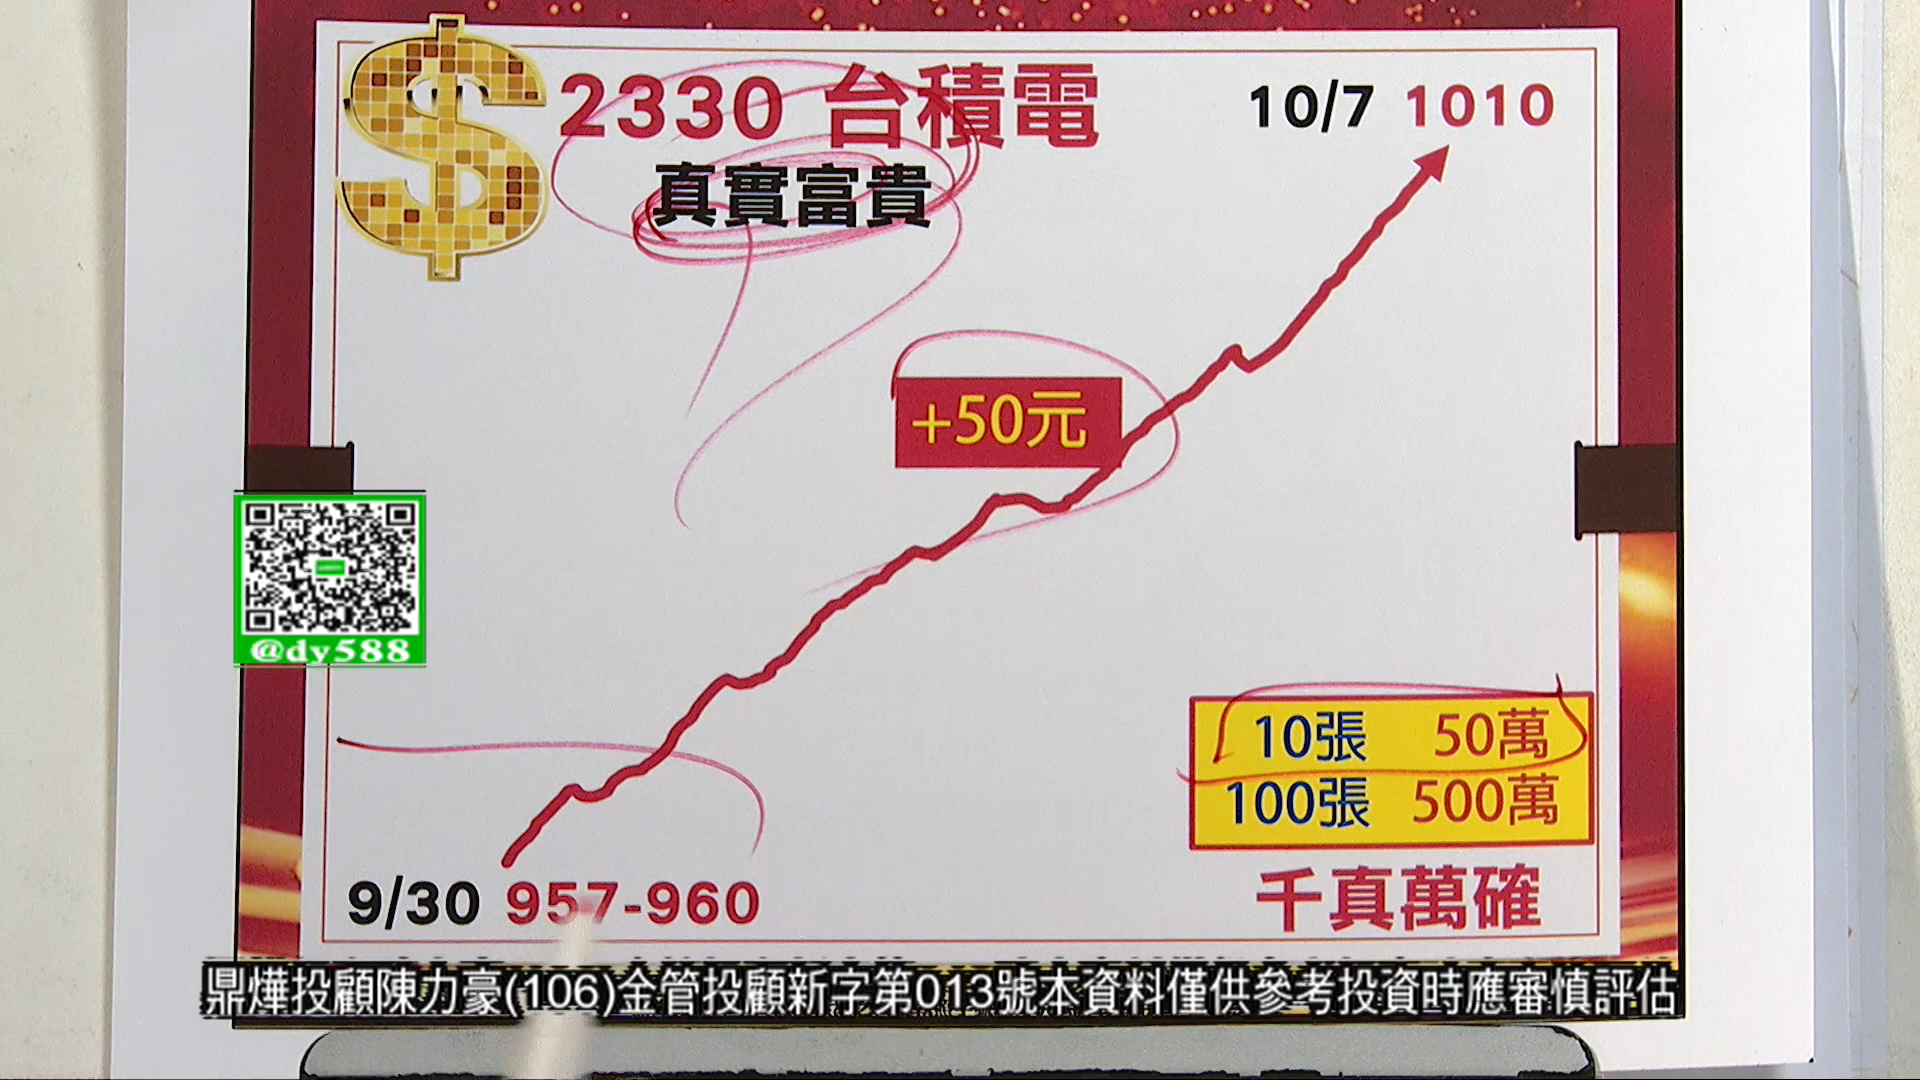 2330 台積電
10/7 1010
真實富貴
+50元
@dy588
10張 50萬
100張 500萬
9/30 957-960
千真萬確
鼎燁投顧陳力豪(106)金管投顧新字第013號本資料僅供參考投資時應審慎評估